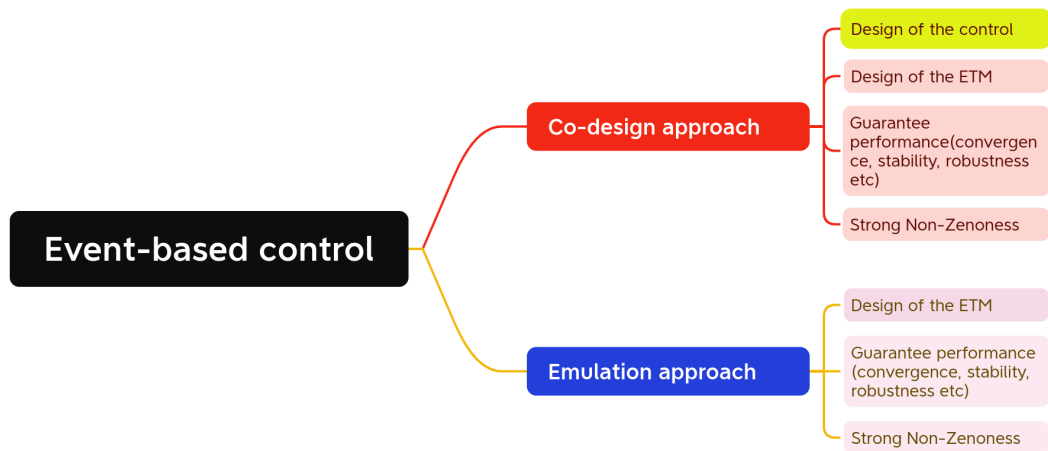 Event-based control
Co-design approach
Design of the control
Design of the ETM
Guarantee
performance(convergen
ce, stability, robustness
etc)
Strong Non-Zenoness
Emulation approach
Design of the ETM
Guarantee performance
(convergence, stability,
robustness etc)
Strong Non-Zenoness